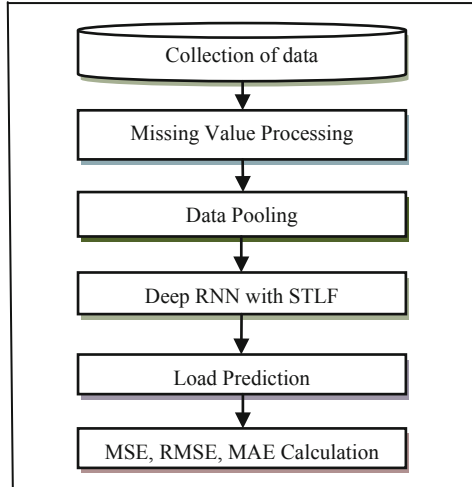 Collection of data
Missing Value Processing
Data Pooling
Deep RNN with STLF
Load Prediction
MSE, RMSE, MAE Calculation